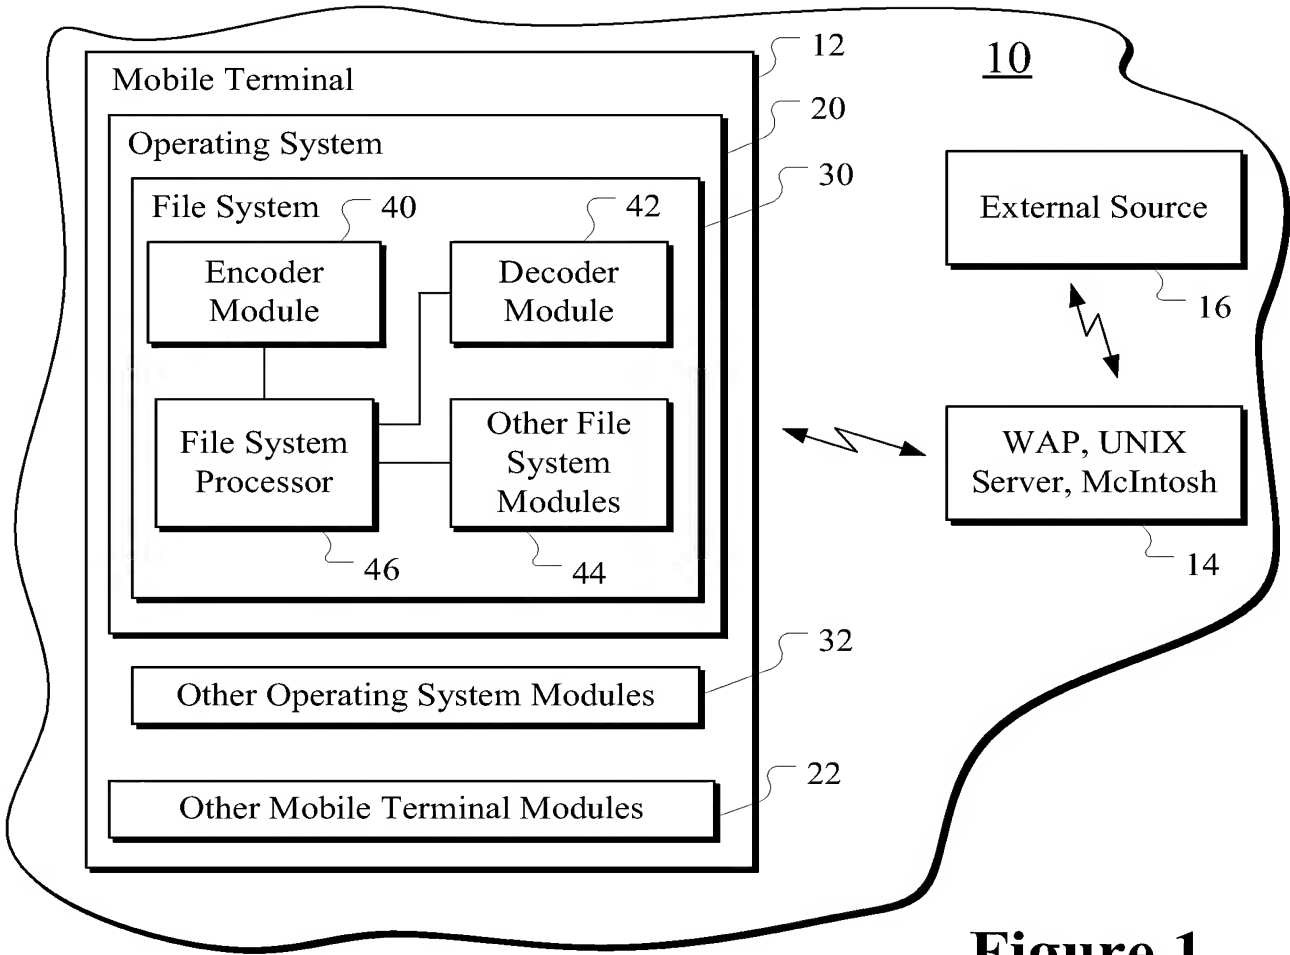 12
10
Mobile Terminal
20
Operating System
30
File System
40
42
External Source
Encoder
Module
Decoder
Module
16
File System
Processor
Other File
System
Modules
WAP, UNIX
Server, McIntosh
46
44
14
32
Other Operating System Modules
22
Other Mobile Terminal Modules
Figure 1